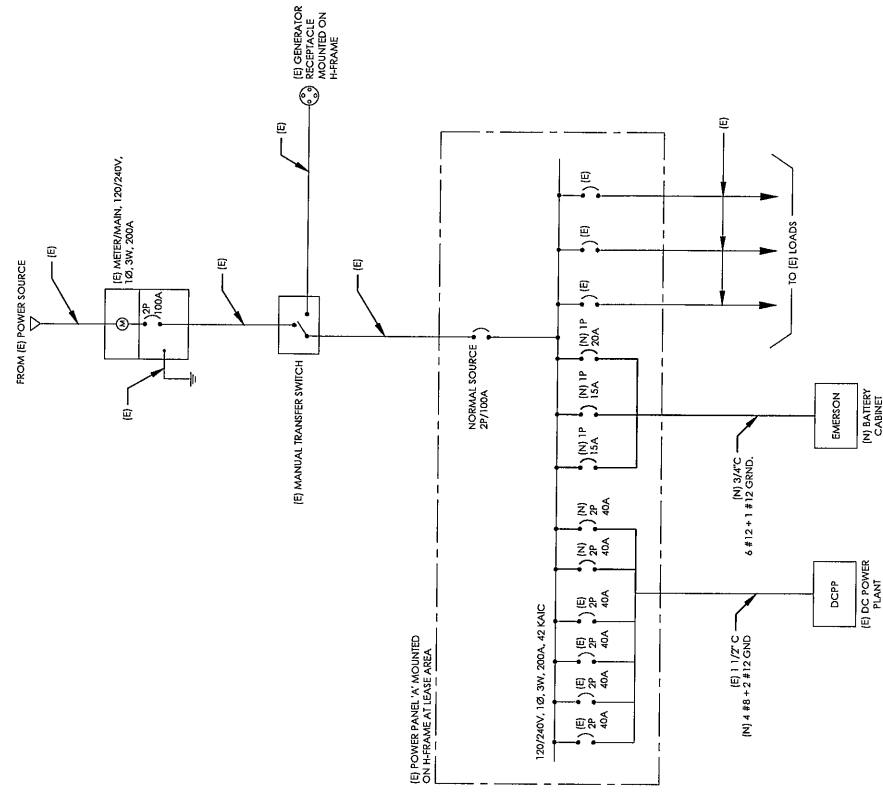 FROM (E) POWER SOURCE
(E)
(E) METER/MAIN, 120/240V,
1Ø, 3W, 200A
M
2P
100A
(E)
(E)
(E) GENERATOR
RECEPTACLE
MOUNTED ON
H-FRAME
(E)
(E) MANUAL TRANSFER SWITCH
(E)
(E) POWER PANEL 'A' MOUNTED
ON H-FRAME AT LEASE AREA
NORMAL SOURCE
2P/100A
120/240V, 1Ø, 3W, 200A, 42 KAIC
(E)
2P
40A
(E)
2P
40A
(E)
2P
40A
(E)
2P
40A
(N)
2P
40A
(N)
2P
40A
(N) 1P
15A
(N) 1P
15A
(N) 1P
20A
(E)
(E)
(E)
(E)
TO (E) LOADS
(E) 1 1/2" C
(N) 4 #8 + 2 #12 GND
DCPP
(E) DC POWER
PLANT
(N) 3/4"C
6 #12 + 1 #12 GRND.
EMERSON
(N) BATTERY
CABINET